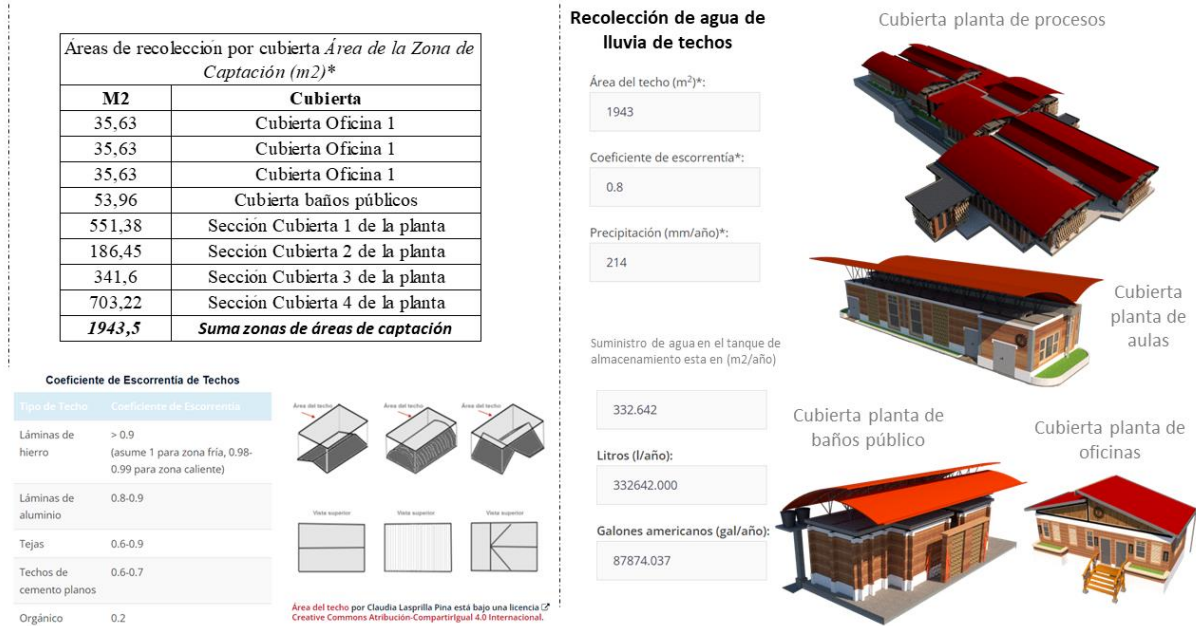 Áreas de recolección por cubierta Área de la Zona de
Captación (m2)*
M2 Cubierta
35,63 Cubierta Oficina 1
35,63 Cubierta Oficina 1
35,63 Cubierta Oficina 1
53,96 Cubierta baños públicos
551,38 Sección Cubierta 1 de la planta
186,45 Sección Cubierta 2 de la planta
341,6 Sección Cubierta 3 de la planta
703,22 Sección Cubierta 4 de la planta
1943,5 Suma zonas de áreas de captación
Coeficiente de Escorrentía de Techos
Tipo de Techo Coeficiente de Escorrentía
Láminas de
hierro
> 0.9
(asume 1 para zona fría, 0.98-
0.99 para zona caliente)
Láminas de
aluminio
0.8-0.9
Tejas 0.6-0.9
Techos de
cemento planos
0.6-0.7
Orgánico 0.2
Área del techo Área del techo Área del techo
Vista superior Vista superior Vista superior
Área del techo por Claudia Lasprilla Pina está bajo una licencia
Creative Commons Atribución-CompartirIgual 4.0 Internacional.
Recolección de agua de
lluvia de techos
Área del techo (m²)*:
1943
Coeficiente de escorrentía*:
0.8
Precipitación (mm/año)*:
214
Suministro de agua en el tanque de
almacenamiento esta en (m2/año)
332.642
Litros (l/año):
332642.000
Galones americanos (gal/año):
87874.037
Cubierta planta de procesos
Cubierta
planta de
aulas
Cubierta planta de
baños público
Cubierta planta de
oficinas